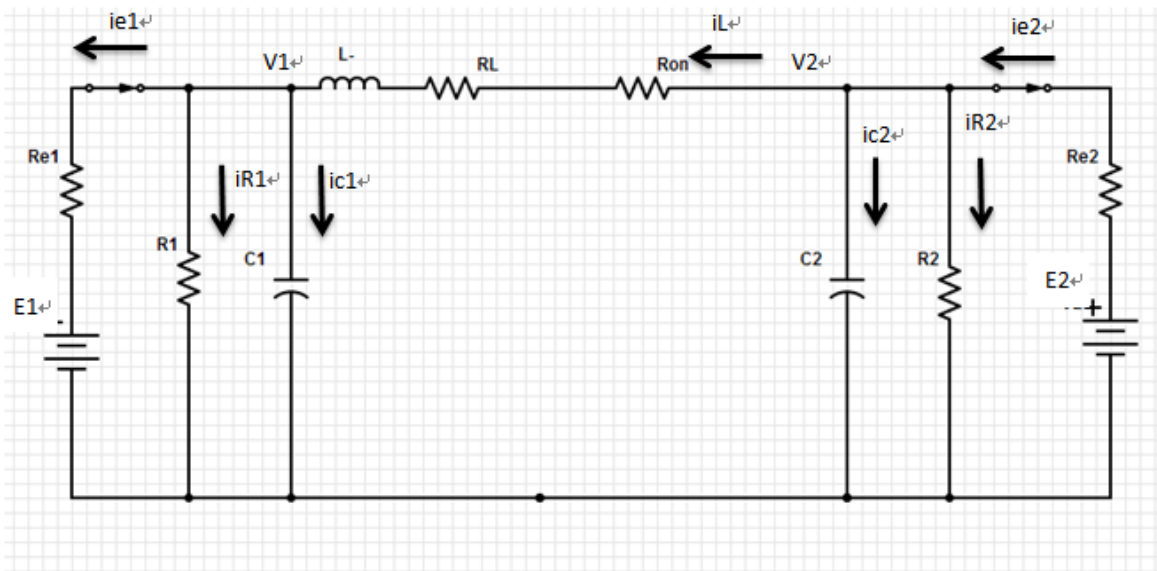 ie1↵
iL↵
ie2↵
V1↵
L-
RL
Ron
V2↵
Re1
iR1↵
ic1↵
ic2↵
iR2↵
Re2
R1
C1
C2
R2
E1↵
-
E2↵
--+